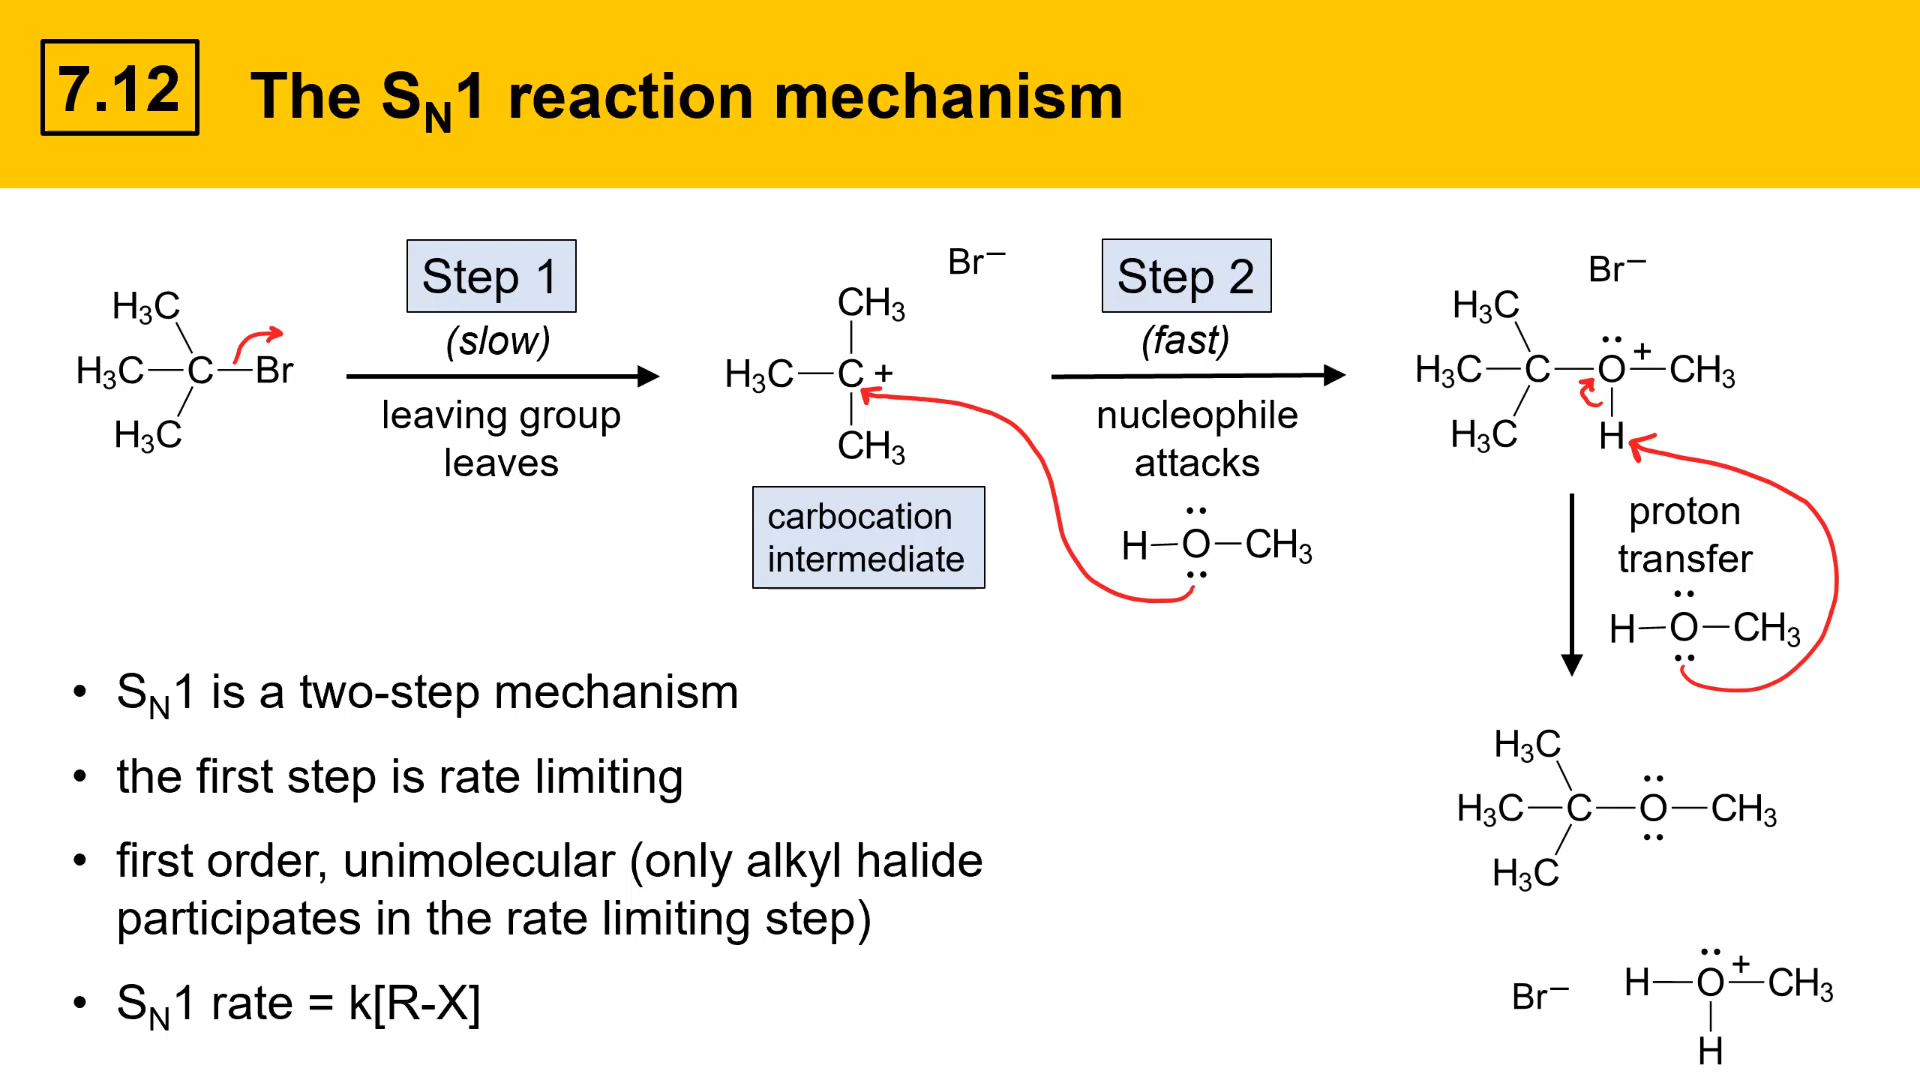 7.12
The S_N1 reaction mechanism
Step 1
(slow)
leaving group
leaves
H₃C
H₃C—C—Br
H₃C
Br⁻
CH₃
H₃C—C +
CH₃
carbocation
intermediate
Step 2
(fast)
nucleophile
attacks
H—O—CH₃
Br⁻
H₃C
H₃C—C—O⁺—CH₃
H₃C
H
proton
transfer
H—O—CH₃
H₃C
H₃C—C—O—CH₃
H₃C
Br⁻
H—O⁺—CH₃
H
• S_N1 is a two-step mechanism
• the first step is rate limiting
• first order, unimolecular (only alkyl halide
participates in the rate limiting step)
• S_N1 rate = k[R-X]